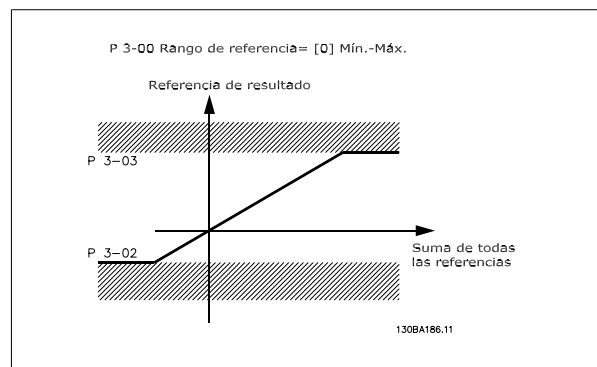 P 3-00 Rango de referencia= [0] Mín.-Máx.
Referencia de resultado
P 3-03
P 3-02
Suma de todas
las referencias
130BA186.11